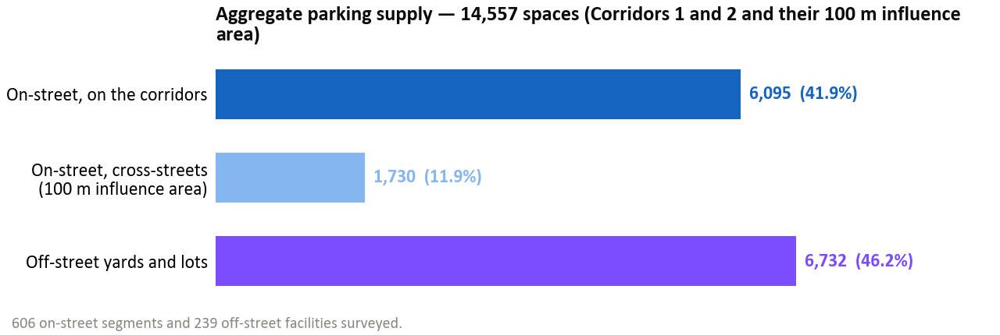 Aggregate parking supply — 14,557 spaces (Corridors 1 and 2 and their 100 m influence
area)
On-street, on the corridors
6,095 (41.9%)
On-street, cross-streets
(100 m influence area)
1,730 (11.9%)
Off-street yards and lots
6,732 (46.2%)
606 on-street segments and 239 off-street facilities surveyed.